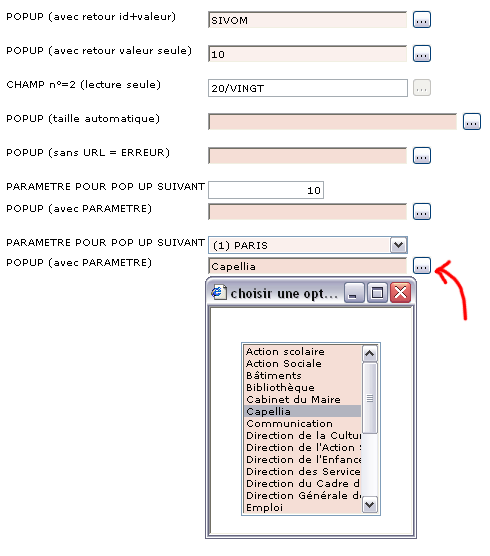 POPUP (avec retour id+valeur) SIVOM ...
POPUP (avec retour valeur seule) 10 ...
CHAMP n°=2 (lecture seule) 20/VINGT ...
POPUP (taille automatique) ...
POPUP (sans URL = ERREUR) ...
PARAMETRE POUR POP UP SUIVANT 10
POPUP (avec PARAMETRE) ...
PARAMETRE POUR POP UP SUIVANT (1) PARIS
POPUP (avec PARAMETRE) Capellia ...
choisir une opt...
Action scolaire
Action Sociale
Bâtiments
Bibliothèque
Cabinet du Maire
Capellia
Communication
Direction de la Cultu
Direction de l'Action S
Direction de l'Enfance
Direction des Service
Direction du Cadre d
Direction Générale d
Emploi